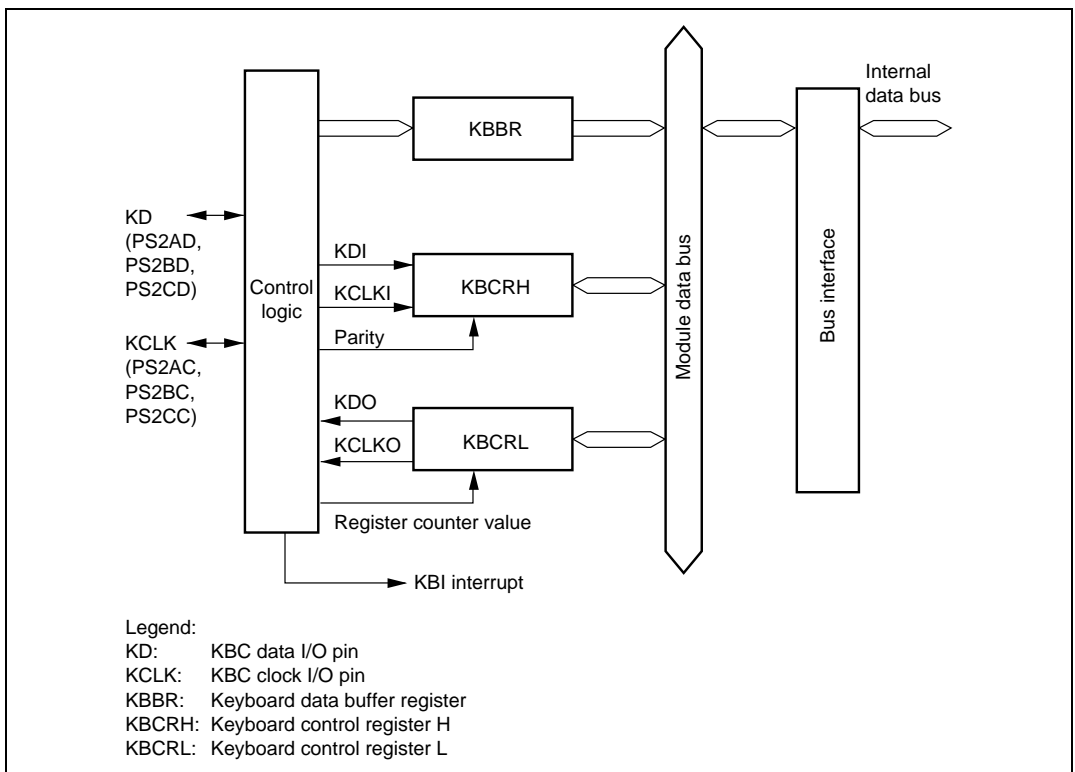 Internal
data bus
KBBR
KD
(PS2AD,
PS2BD,
PS2CD)
KDI
KCLKI
KBCRH
Control
logic
Parity
KCLK
(PS2AC,
PS2BC,
PS2CC)
KDO
KCLKO
KBCRL
Register counter value
Module data bus
Bus interface
KBI interrupt
Legend:
KD: KBC data I/O pin
KCLK: KBC clock I/O pin
KBBR: Keyboard data buffer register
KBCRH: Keyboard control register H
KBCRL: Keyboard control register L